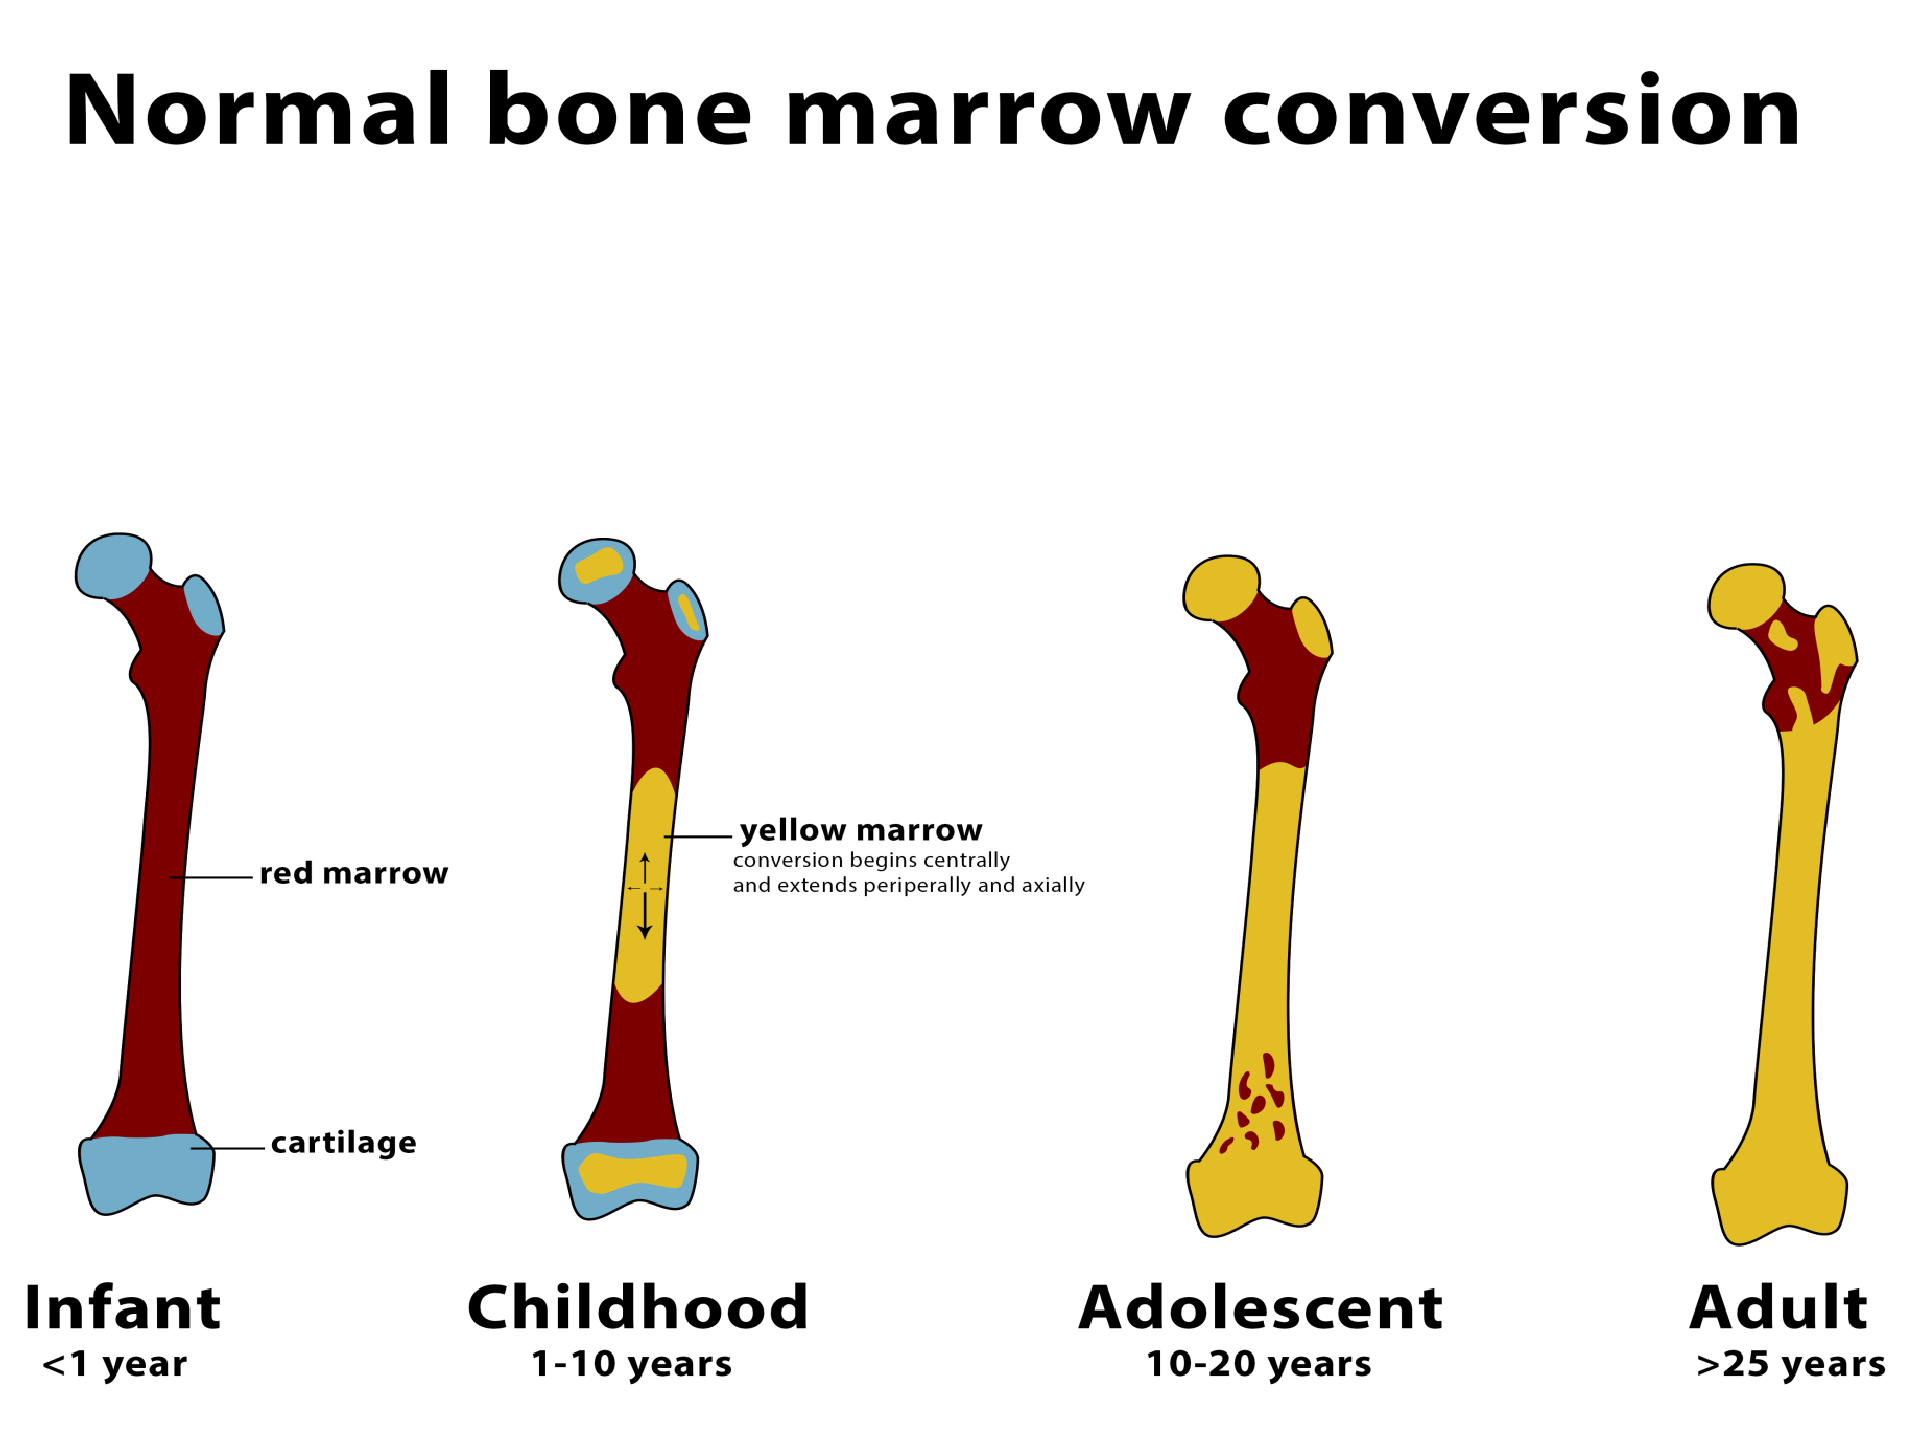 Normal bone marrow conversion
yellow marrow
conversion begins centrally
and extends periperally and axially
red marrow
cartilage
Infant
<1 year
Childhood
1-10 years
Adolescent
10-20 years
Adult
>25 years